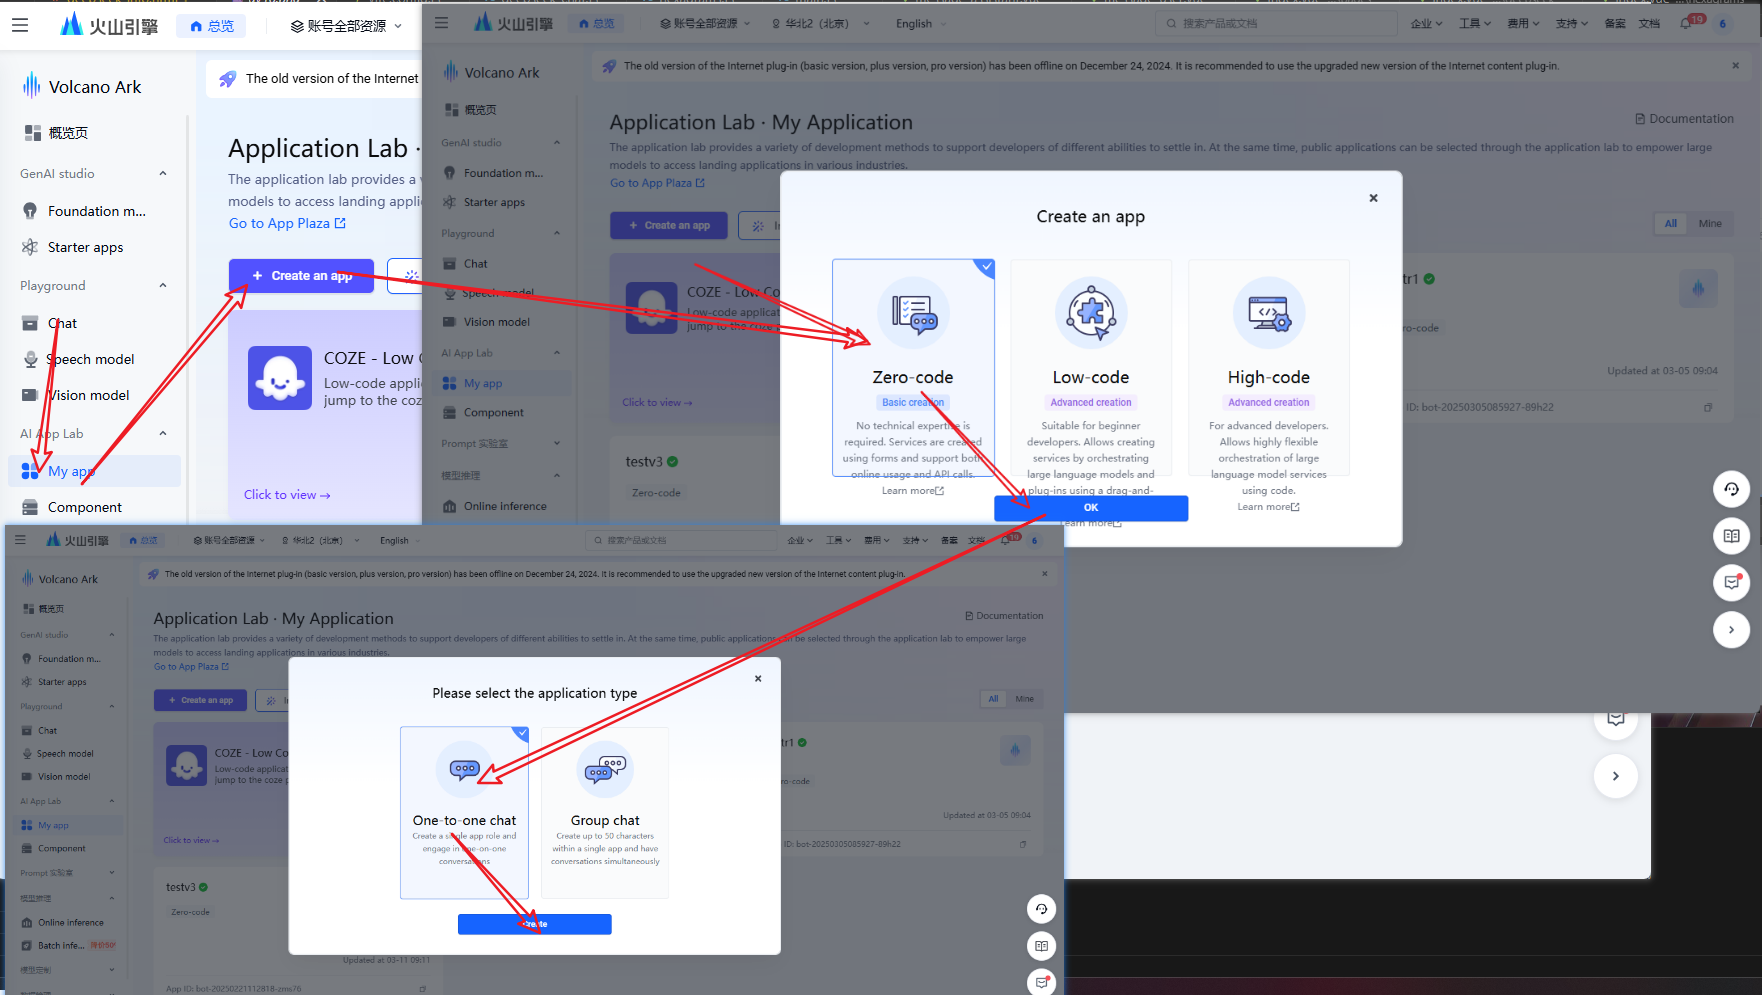 火山引擎
总览
账号全部资源
Volcano Ark
概览页
GenAI studio
Foundation m...
Starter apps
Playground
Chat
Speech model
Vision model
AI App Lab
My app
Component
The old version of the Internet
Application Lab ·
The application lab provides a
models to access landing appli
Go to App Plaza
+ Create an app
COZE - Low
Low-code appli
jump to the coz
Click to view →
火山引擎
总览
账号全部资源
华北2（北京）
English
搜索产品或文档
企业
工具
费用
支持
备案
文档
19
6
Volcano Ark
概览页
GenAI studio
Foundation m...
Starter apps
Playground
Chat
Speech model
Vision model
AI App Lab
My app
Component
Prompt 实验室
模型推理
Online inference
The old version of the Internet plug-in (basic version, plus version, pro version) has been offline on December 24, 2024. It is recommended to use the upgraded new version of the Internet content plug-in.
Application Lab · My Application
Documentation
The application lab provides a variety of development methods to support developers of different abilities to settle in. At the same time, public applications can be selected through the application lab to empower large
models to access landing applications in various industries.
Go to App Plaza
+ Create an app
All
Mine
COZE - Low Co
Low-code applica
jump to the coze p
Click to view →
testv3
Zero-code
tr1
ro-code
Updated at 03-05 09:04
ID: bot-20250305085927-89h22
Create an app
Zero-code
Basic creation
No technical expertise is
required. Services are created
using forms and support both
online usage and API calls.
Learn more
Low-code
Advanced creation
Suitable for beginner
developers. Allows creating
services by orchestrating
large language models and
plug-ins using a drag-and-
Learn more
High-code
Advanced creation
For advanced developers.
Allows highly flexible
orchestration of large
language model services
using code.
Learn more
OK
火山引擎
总览
账号全部资源
华北2（北京）
English
搜索产品或文档
企业
工具
费用
支持
备案
文档
19
6
Volcano Ark
概览页
GenAI studio
Foundation m...
Starter apps
Playground
Chat
Speech model
Vision model
AI App Lab
My app
Component
Prompt 实验室
模型推理
Online inference
Batch infe...
模型定制
The old version of the Internet plug-in (basic version, plus version, pro version) has been offline on December 24, 2024. It is recommended to use the upgraded new version of the Internet content plug-in.
Application Lab · My Application
Documentation
The application lab provides a variety of development methods to support developers of different abilities to settle in. At the same time, public applications can be selected through the application lab to empower large
models to access landing applications in various industries.
Go to App Plaza
+ Create an app
All
Mine
COZE - Low Co
Low-code applicat
jump to the coze p
Click to view →
testv3
Zero-code
Updated at 03-11 09:11
App ID: bot-20250221112818-zms76
tr1
ro-code
Updated at 03-05 09:04
ID: bot-20250305085927-89h22
Please select the application type
One-to-one chat
Create a single app role and
engage in one-on-one
conversations
Group chat
Create up to 50 characters
within a single app and have
conversations simultaneously
Create